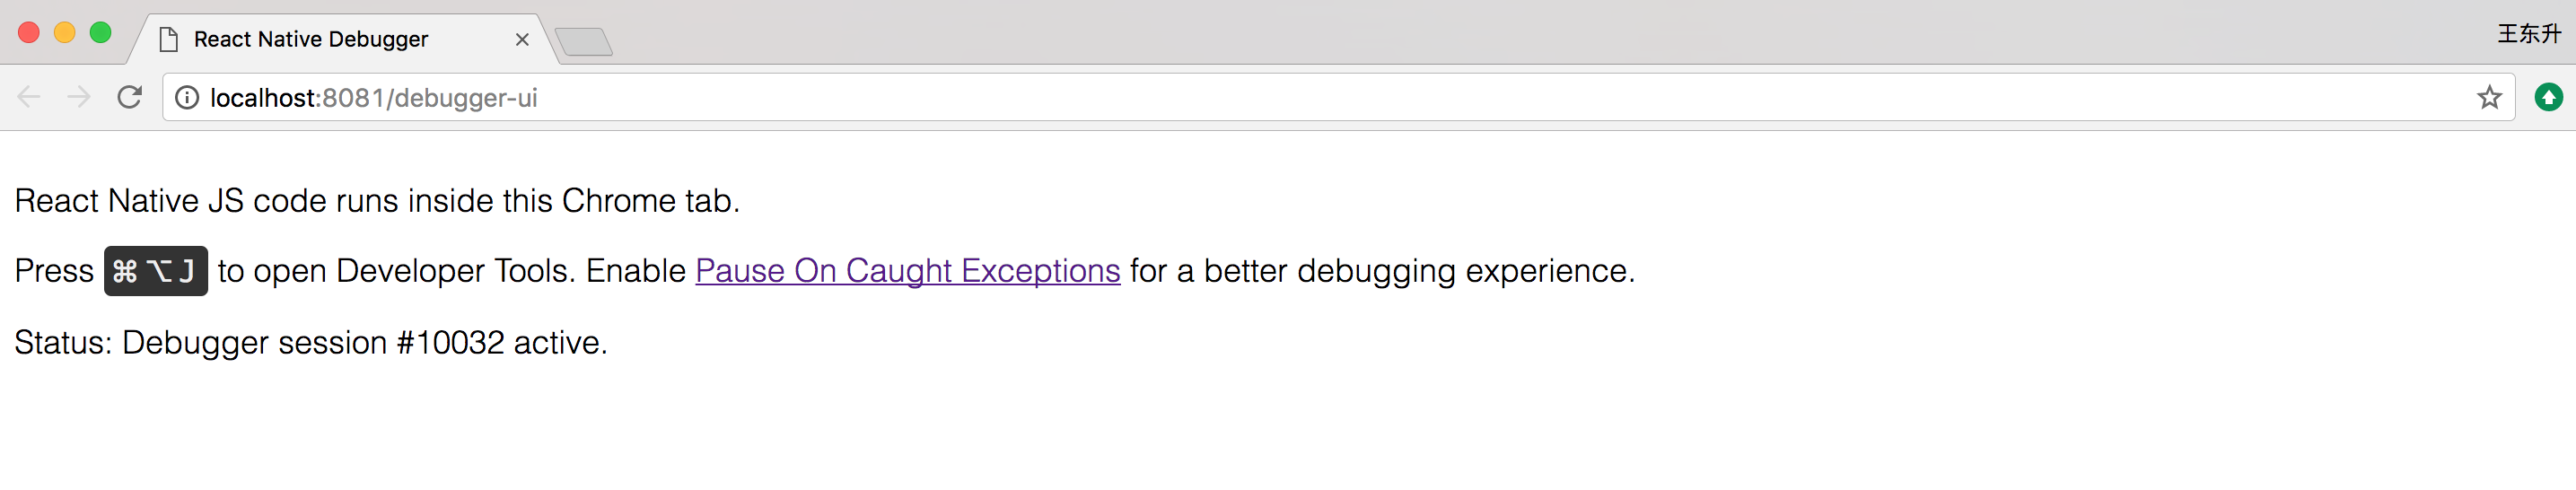 React Native Debugger
王东升
localhost:8081/debugger-ui
React Native JS code runs inside this Chrome tab.
Press ⌘⌥J to open Developer Tools. Enable Pause On Caught Exceptions for a better debugging experience.
Status: Debugger session #10032 active.